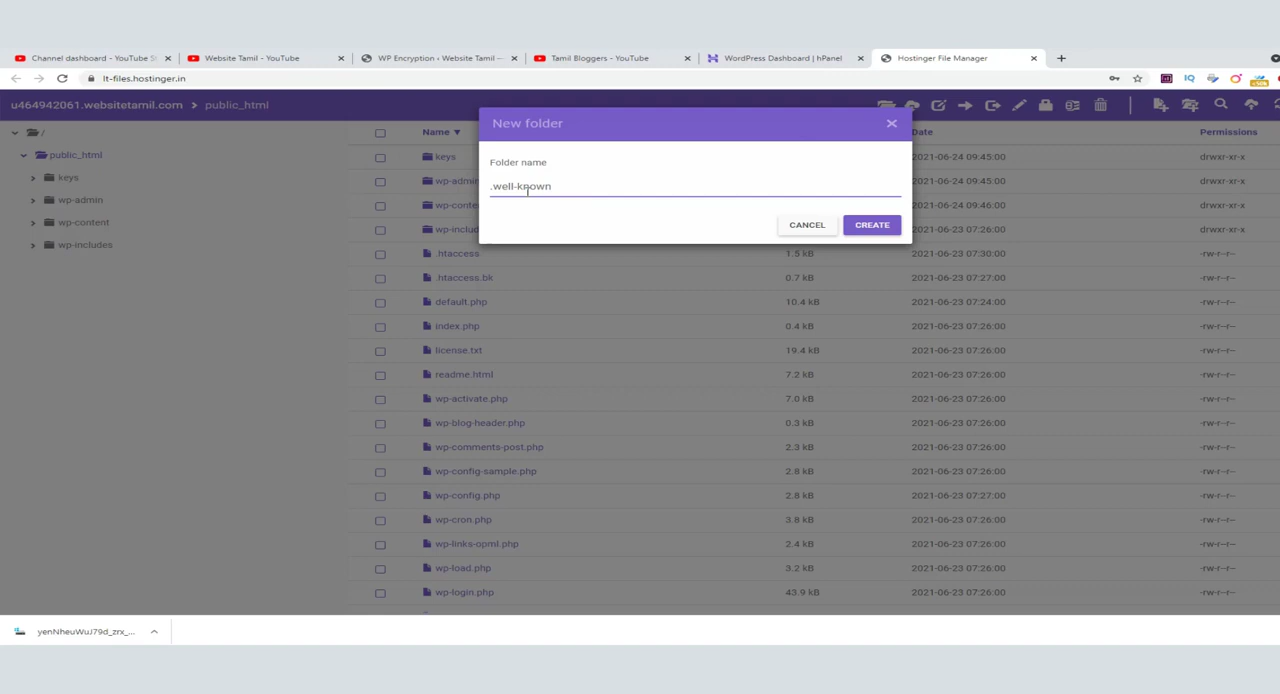 Channel dashboard - YouTube St
Website Tamil - YouTube
WP Encryption ‹ Website Tamil —
Tamil Bloggers - YouTube
WordPress Dashboard | hPanel
Hostinger File Manager
lt-files.hostinger.in
IQ
u464942061.websitetamil.com > public_html
New folder
Folder name
.well-known
CANCEL
CREATE
/
public_html
keys
wp-admin
wp-content
wp-includes
Name
Date
Permissions
keys 2021-06-24 09:45:00 drwxr-xr-x
wp-admin 2021-06-24 09:45:00 drwxr-xr-x
wp-conte 2021-06-24 09:46:00 drwxr-xr-x
wp-includ 2021-06-23 07:26:00 drwxr-xr-x
.htaccess 1.5 kB 2021-06-23 07:30:00 -rw-r--r--
.htaccess.bk 0.7 kB 2021-06-23 07:27:00 -rw-r--r--
default.php 10.4 kB 2021-06-23 07:24:00 -rw-r--r--
index.php 0.4 kB 2021-06-23 07:26:00 -rw-r--r--
license.txt 19.4 kB 2021-06-23 07:26:00 -rw-r--r--
readme.html 7.2 kB 2021-06-23 07:26:00 -rw-r--r--
wp-activate.php 7.0 kB 2021-06-23 07:26:00 -rw-r--r--
wp-blog-header.php 0.3 kB 2021-06-23 07:26:00 -rw-r--r--
wp-comments-post.php 2.3 kB 2021-06-23 07:26:00 -rw-r--r--
wp-config-sample.php 2.8 kB 2021-06-23 07:26:00 -rw-r--r--
wp-config.php 2.8 kB 2021-06-23 07:27:00 -rw-r--r--
wp-cron.php 3.8 kB 2021-06-23 07:26:00 -rw-r--r--
wp-links-opml.php 2.4 kB 2021-06-23 07:26:00 -rw-r--r--
wp-load.php 3.2 kB 2021-06-23 07:26:00 -rw-r--r--
wp-login.php 43.9 kB 2021-06-23 07:26:00 -rw-r--r--
yenNheuWuJ79d_zrx_...